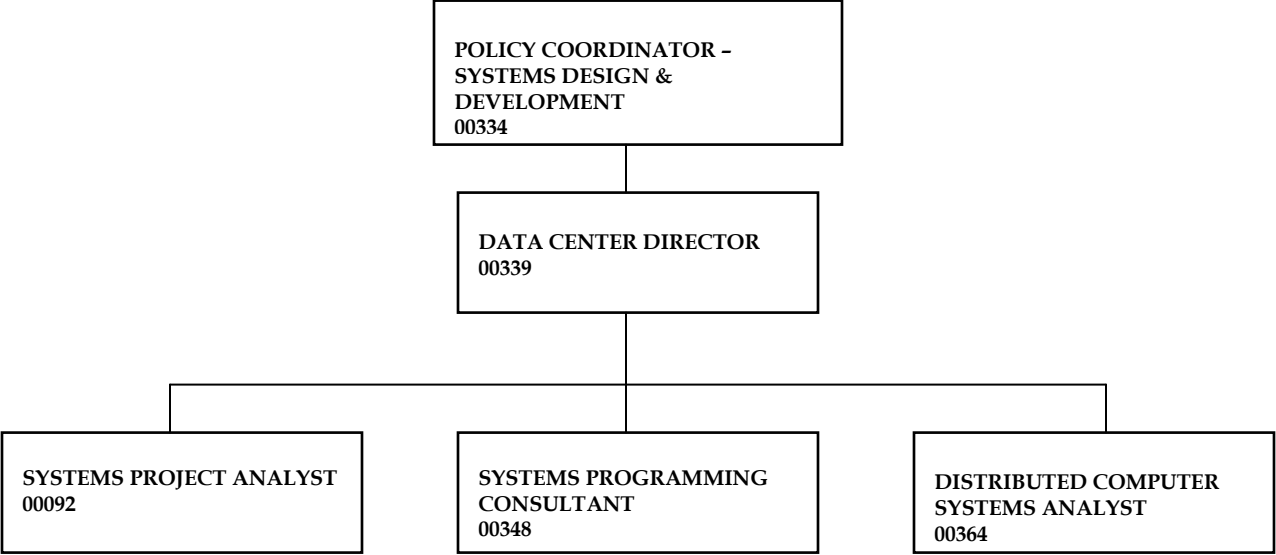 POLICY COORDINATOR –
SYSTEMS DESIGN &
DEVELOPMENT
00334
DATA CENTER DIRECTOR
00339
SYSTEMS PROJECT ANALYST
00092
SYSTEMS PROGRAMMING
CONSULTANT
00348
DISTRIBUTED COMPUTER
SYSTEMS ANALYST
00364